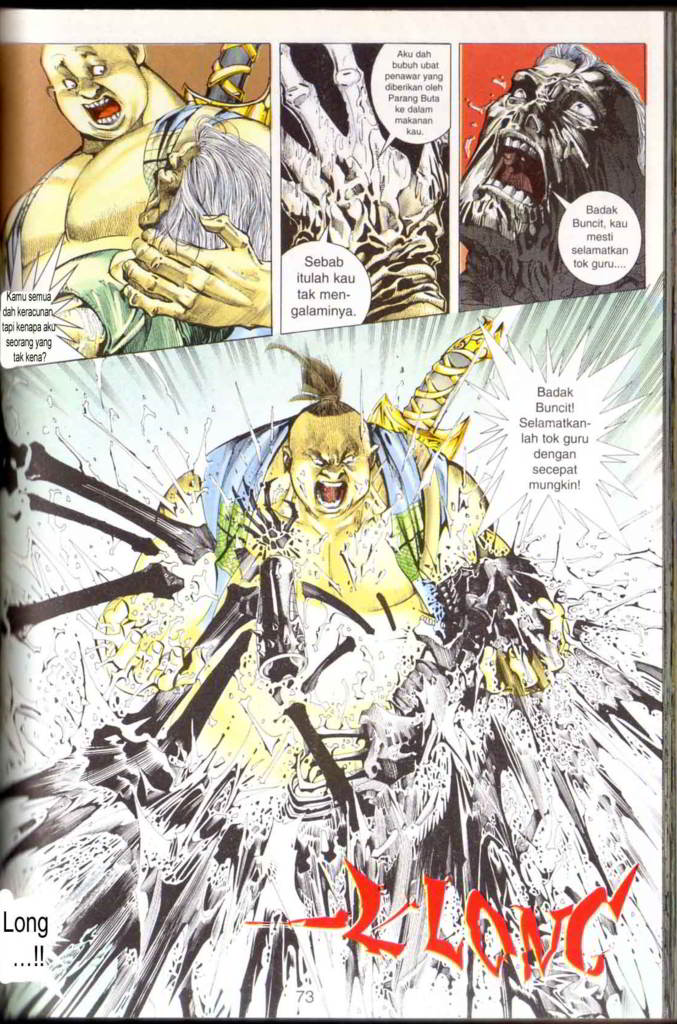 Kamu semua
dah keracunan,
tapi kenapa aku
seorang yang
tak kena?
Aku dah
bubuh ubat
penawar yang
diberikan oleh
Parang Buta
ke dalam
makanan
kau.
Sebab
itulah kau
tak men-
galaminya.
Badak
Buncit, kau
mesti
selamatkan
tok guru....
Badak
Buncit!
Selamatkan-
lah tok guru
dengan
secepat
mungkin!
Long
...!!
KLONG
73